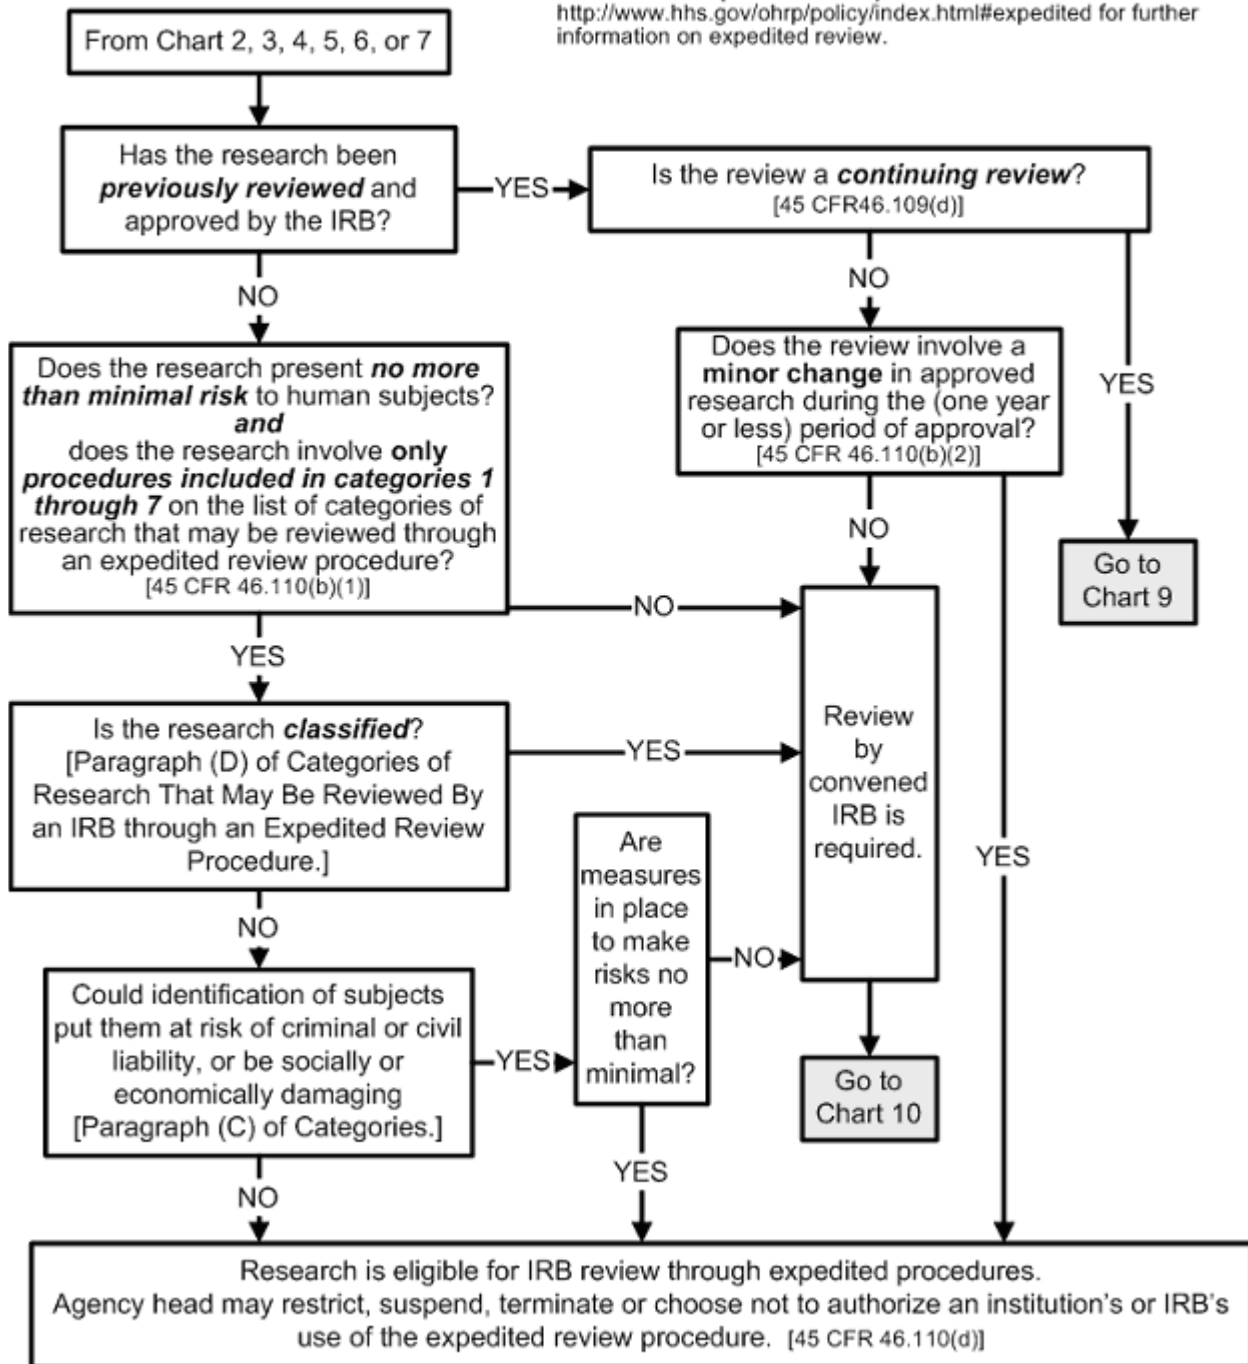 http://www.hhs.gov/ohrp/policy/index.html#expedited for further
information on expedited review.
From Chart 2, 3, 4, 5, 6, or 7
Has the research been
previously reviewed and
approved by the IRB?
YES
Is the review a continuing review?
[45 CFR46.109(d)]
NO
NO
YES
Does the research present no more
than minimal risk to human subjects?
and
does the research involve only
procedures included in categories 1
through 7 on the list of categories of
research that may be reviewed through
an expedited review procedure?
[45 CFR 46.110(b)(1)]
Does the review involve a
minor change in approved
research during the (one year
or less) period of approval?
[45 CFR 46.110(b)(2)]
NO
Go to
Chart 9
NO
YES
YES
Is the research classified?
[Paragraph (D) of Categories of
Research That May Be Reviewed By
an IRB through an Expedited Review
Procedure.]
YES
Review
by
convened
IRB is
required.
NO
Are
measures
in place
to make
risks no
more
than
minimal?
NO
Could identification of subjects
put them at risk of criminal or civil
liability, or be socially or
economically damaging
[Paragraph (C) of Categories.]
YES
Go to
Chart 10
YES
NO
Research is eligible for IRB review through expedited procedures.
Agency head may restrict, suspend, terminate or choose not to authorize an institution's or IRB's
use of the expedited review procedure. [45 CFR 46.110(d)]